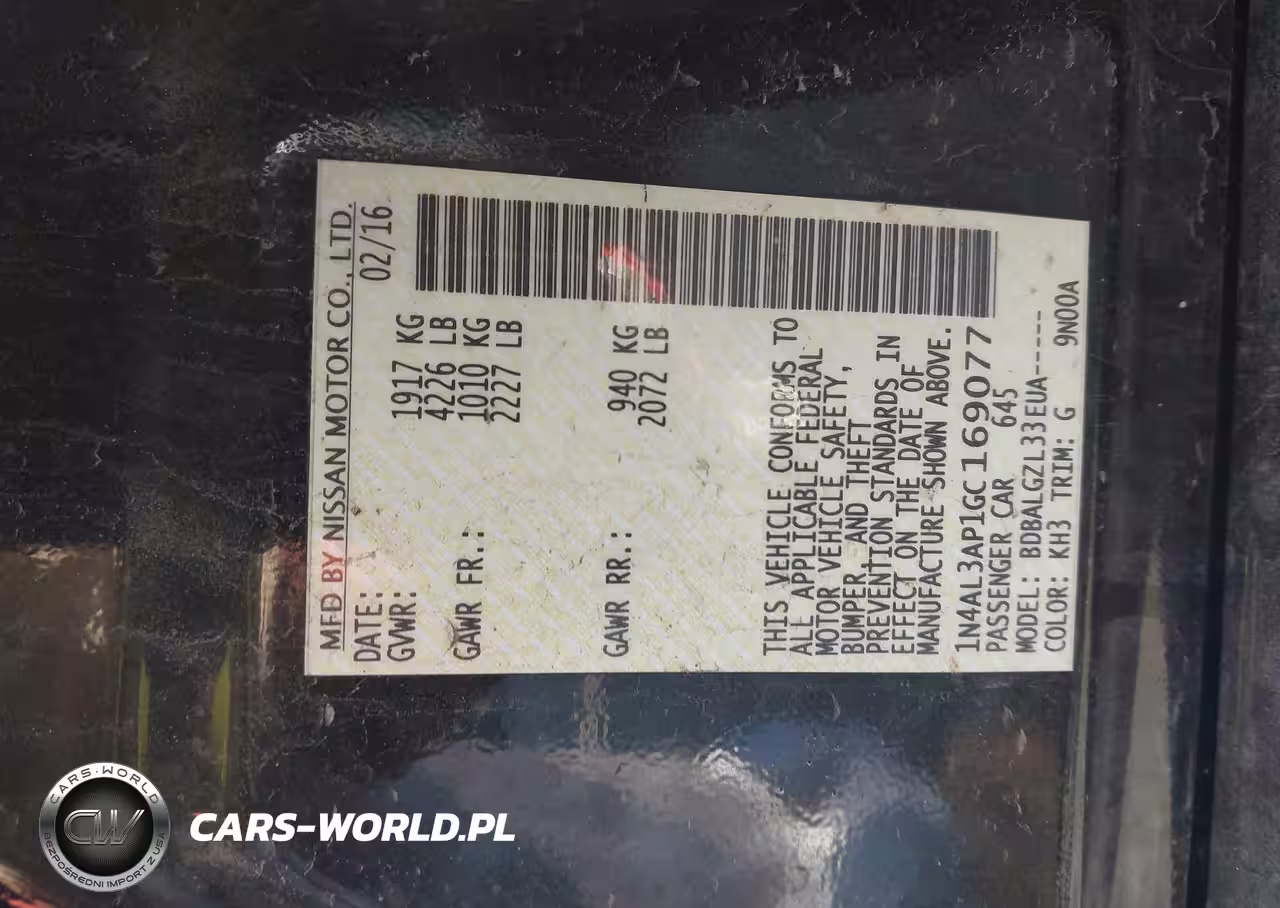 MFD BY NISSAN MOTOR CO., LTD.
DATE: 02/16
GVWR: 1917 KG
4226 LB
GAWR FR.: 1010 KG
2227 LB
GAWR RR.: 940 KG
2072 LB
THIS VEHICLE CONFORMS TO
ALL APPLICABLE FEDERAL
MOTOR VEHICLE SAFETY,
BUMPER, AND THEFT
PREVENTION STANDARDS IN
EFFECT ON THE DATE OF
MANUFACTURE SHOWN ABOVE.
1N4AL3AP1GC169077
PASSENGER CAR 645
MODEL: BDBALGZL33EUA-----
COLOR: KH3 TRIM: G 9N00A
CARS-WORLD
CW
BEZPOŚREDNI IMPORT Z USA
CARS-WORLD.PL